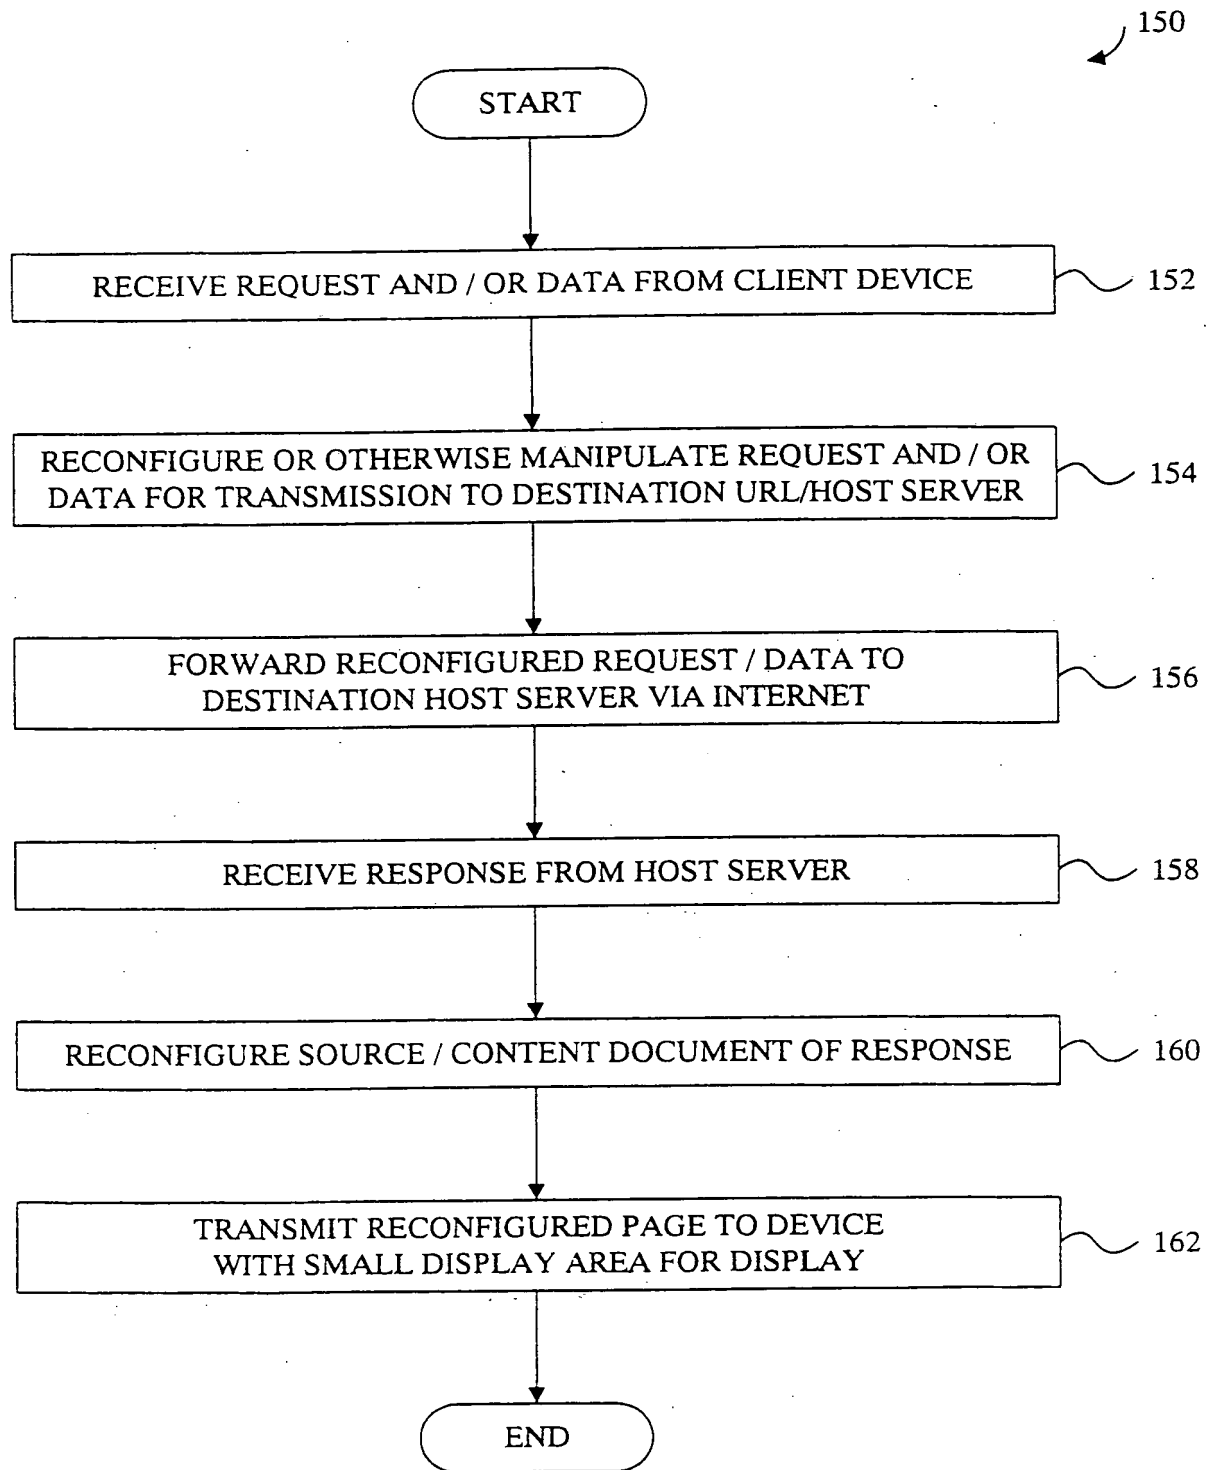 150
START
RECEIVE REQUEST AND / OR DATA FROM CLIENT DEVICE
152
RECONFIGURE OR OTHERWISE MANIPULATE REQUEST AND / OR
DATA FOR TRANSMISSION TO DESTINATION URL/HOST SERVER
154
FORWARD RECONFIGURED REQUEST / DATA TO
DESTINATION HOST SERVER VIA INTERNET
156
RECEIVE RESPONSE FROM HOST SERVER
158
RECONFIGURE SOURCE / CONTENT DOCUMENT OF RESPONSE
160
TRANSMIT RECONFIGURED PAGE TO DEVICE
WITH SMALL DISPLAY AREA FOR DISPLAY
162
END